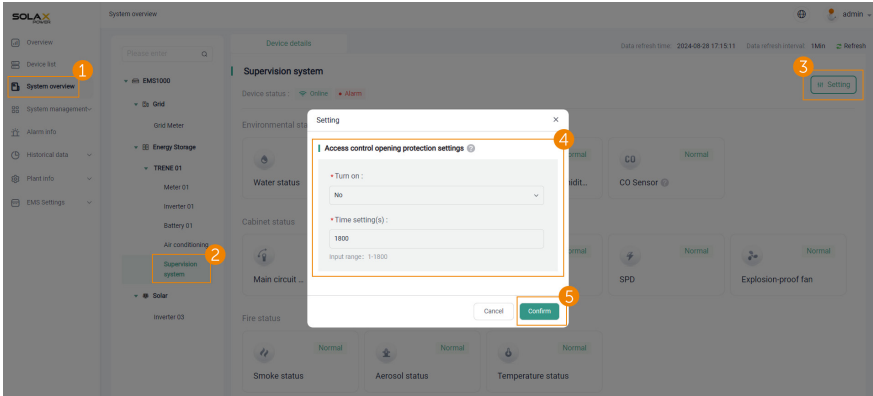 SOLAX
POWER
System overview
admin
Overview
Device list
System overview
System management
Alarm info
Historical data
Plant info
EMS Settings
1
Please enter
EMS1000
Grid
Grid Meter
Energy Storage
TRENE 01
Meter 01
Inverter 01
Battery 01
Air conditioning
Supervision
system
2
Solar
Inverter 03
Device details
Data refresh time: 2024-08-28 17:15:11 Data refresh interval: 1Min Refresh
Supervision system
3
Setting
Device status : Online Alarm
Environmental sta
Water status
Normal
CO Sensor
Cabinet status
Main circuit ...
Normal
SPD
Normal
Explosion-proof fan
Fire status
Normal
Smoke status
Normal
Aerosol status
Normal
Temperature status
Setting
4
Access control opening protection settings
* Turn on :
No
* Time setting(s) :
1800
Input range: 1-1800
Cancel
Confirm
5